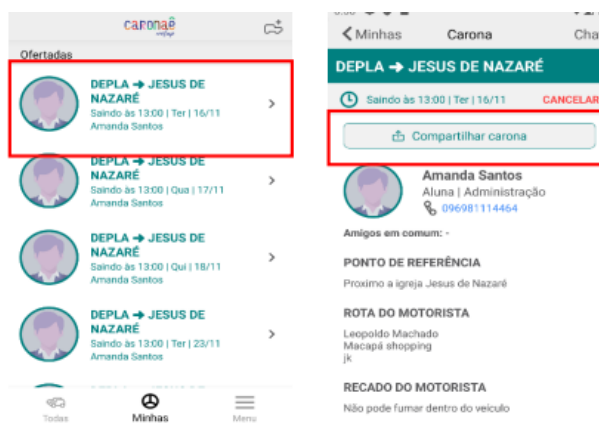 caronaê
unifap
Ofertadas
DEPLA → JESUS DE
NAZARÉ
Saindo às 13:00 | Ter | 16/11
Amanda Santos
DEPLA → JESUS DE
NAZARÉ
Saindo às 13:00 | Qua | 17/11
Amanda Santos
DEPLA → JESUS DE
NAZARÉ
Saindo às 13:00 | Qui | 18/11
Amanda Santos
DEPLA → JESUS DE
NAZARÉ
Saindo às 13:00 | Ter | 23/11
Amanda Santos
Todas
Minhas
Menu
Minhas
Carona
Cha
DEPLA → JESUS DE NAZARÉ
Saindo às 13:00 | Ter | 16/11
CANCELAR
Compartilhar carona
Amanda Santos
Aluna | Administração
096981114464
Amigos em comum: -
PONTO DE REFERÊNCIA
Proximo a igreja Jesus de Nazaré
ROTA DO MOTORISTA
Leopoldo Machado
Macapá shopping
jk
RECADO DO MOTORISTA
Não pode fumar dentro do veículo